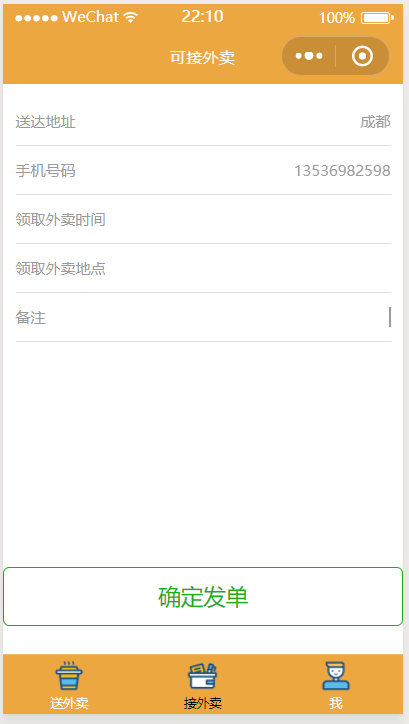 WeChat 22:10 100%
可接外卖
送达地址 成都
手机号码 13536982598
领取外卖时间
领取外卖地点
备注
确定发单
送外卖 接外卖 我